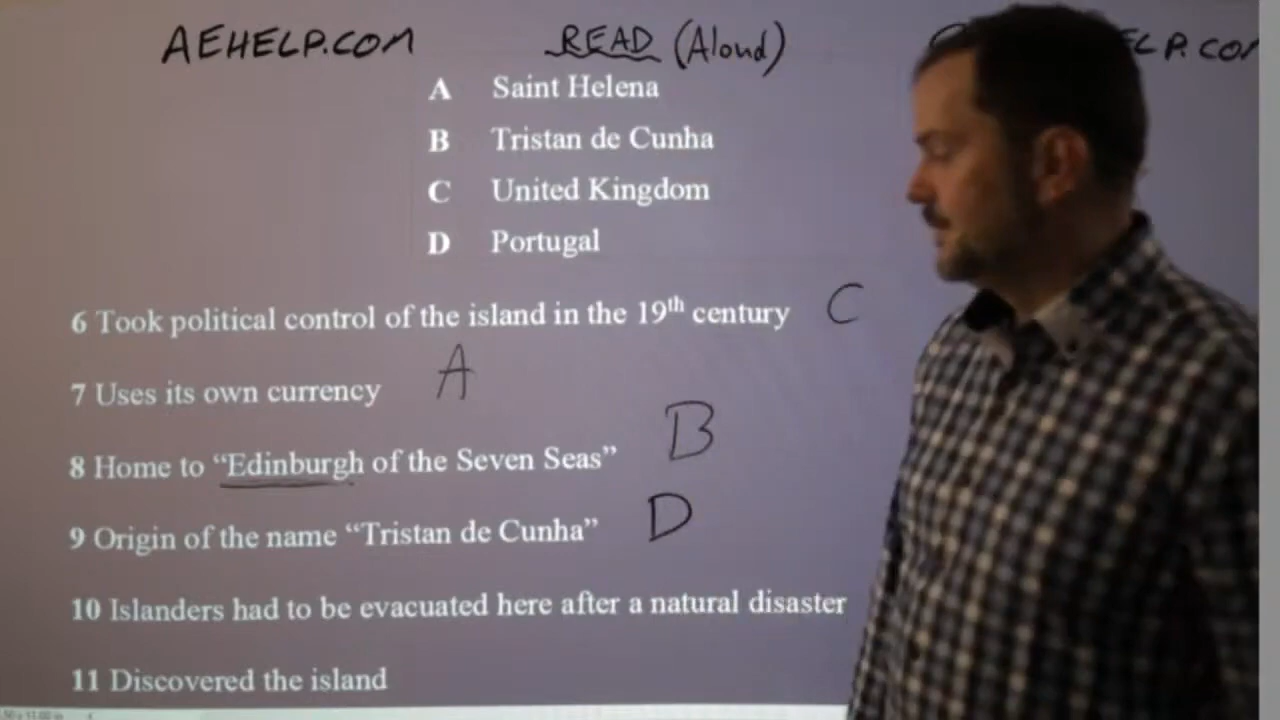 AEHELP.COM READ (Aloud)
A Saint Helena
B Tristan de Cunha
C United Kingdom
D Portugal
6 Took political control of the island in the 19th century C
7 Uses its own currency A
8 Home to “Edinburgh of the Seven Seas” B
9 Origin of the name “Tristan de Cunha” D
10 Islanders had to be evacuated here after a natural disaster
11 Discovered the island